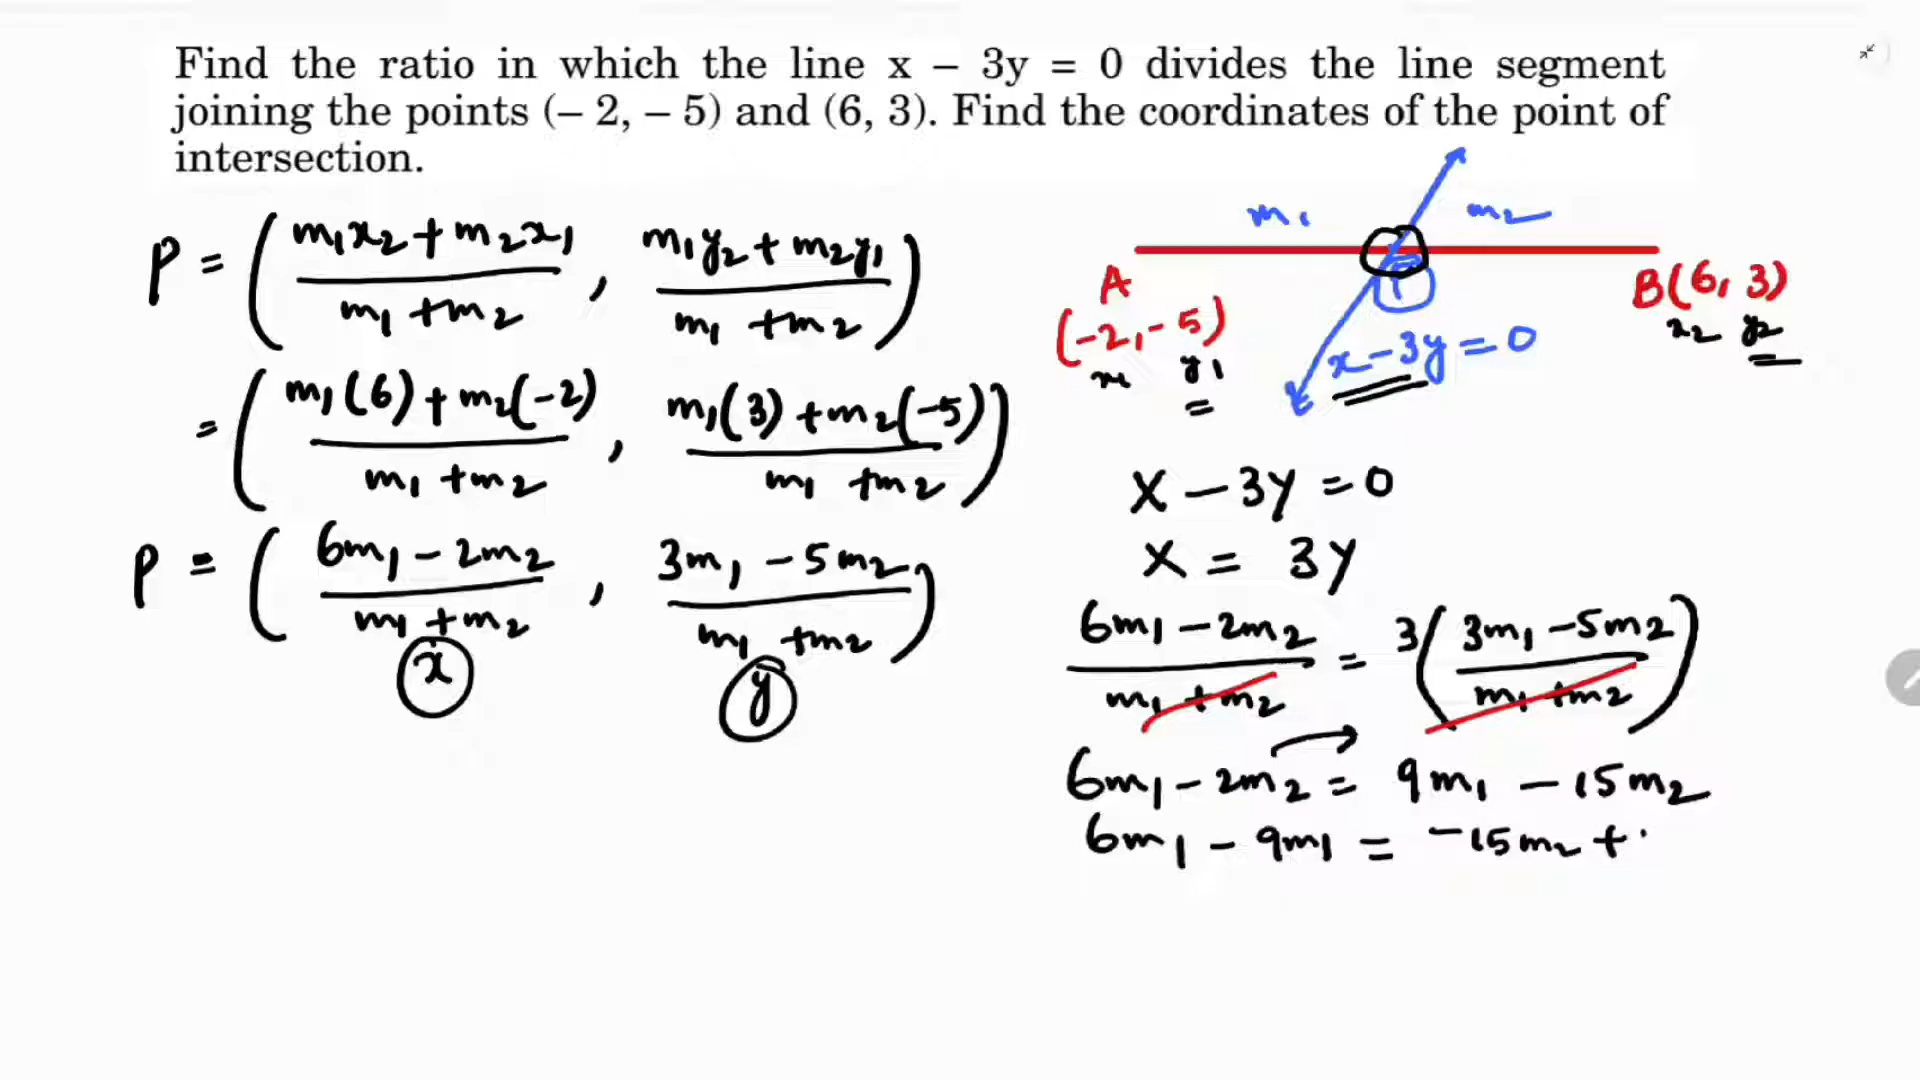 Find the ratio in which the line x – 3y = 0 divides the line segment
joining the points (– 2, – 5) and (6, 3). Find the coordinates of the point of
intersection.
P = ( (m₁x₂ + m₂x₁)/(m₁ + m₂) , (m₁y₂ + m₂y₁)/(m₁ + m₂) )
= ( (m₁(6) + m₂(-2))/(m₁ + m₂) , (m₁(3) + m₂(-5))/(m₁ + m₂) )
P = ( (6m₁ - 2m₂)/(m₁ + m₂) , (3m₁ - 5m₂)/(m₁ + m₂) )
x y
m₁ m₂
A P B(6, 3)
(-2, -5) x₂ y₂
x₁ y₁
x - 3y = 0
x - 3y = 0
x = 3y
(6m₁ - 2m₂)/(m₁ + m₂) = 3( (3m₁ - 5m₂)/(m₁ + m₂) )
6m₁ - 2m₂ = 9m₁ - 15m₂
6m₁ - 9m₁ = -15m₂ +